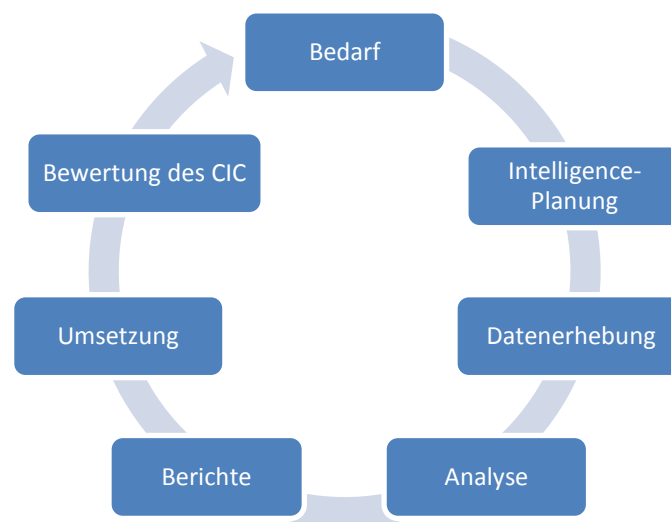 Bedarf
Intelligence-
Planung
Datenerhebung
Analyse
Berichte
Umsetzung
Bewertung des CIC